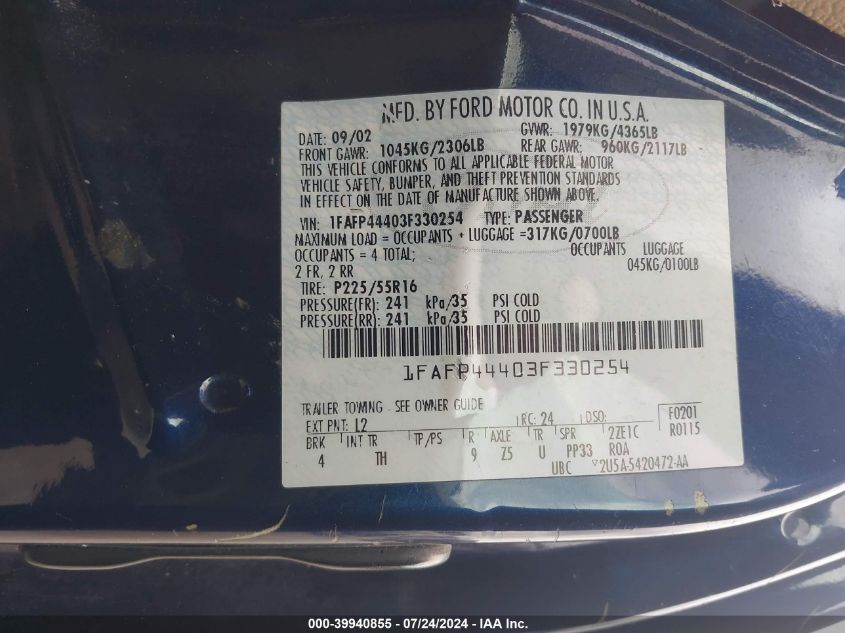 MFD. BY FORD MOTOR CO. IN U.S.A.
DATE: 09/02 GVWR: 1979KG/4365LB
FRONT GAWR: 1045KG/2306LB REAR GAWR: 960KG/2117LB
THIS VEHICLE CONFORMS TO ALL APPLICABLE FEDERAL MOTOR
VEHICLE SAFETY, BUMPER, AND THEFT PREVENTION STANDARDS
IN EFFECT ON THE DATE OF MANUFACTURE SHOWN ABOVE.
VIN: 1FAFP44403F330254 TYPE: PASSENGER
MAXIMUM LOAD = OCCUPANTS + LUGGAGE =317KG/0700LB
OCCUPANTS = 4 TOTAL; OCCUPANTS LUGGAGE
2 FR, 2 RR 045KG/0100LB
TIRE: P225/55R16
PRESSURE(FR): 241 kPa/35 PSI COLD
PRESSURE(RR): 241 kPa/35 PSI COLD
1FAFP44403F330254
TRAILER TOWING - SEE OWNER GUIDE
EXT PNT: L2 RC: 24 DSO: F0201
BRK INT TR TP/PS R AXLE TR SPR 2ZE1C R0115
4 TH 9 Z5 U PP33 ROA
UBC V2U5A-5420472-AA
000-39940855 / 07/24/2024 / IAA Inc.